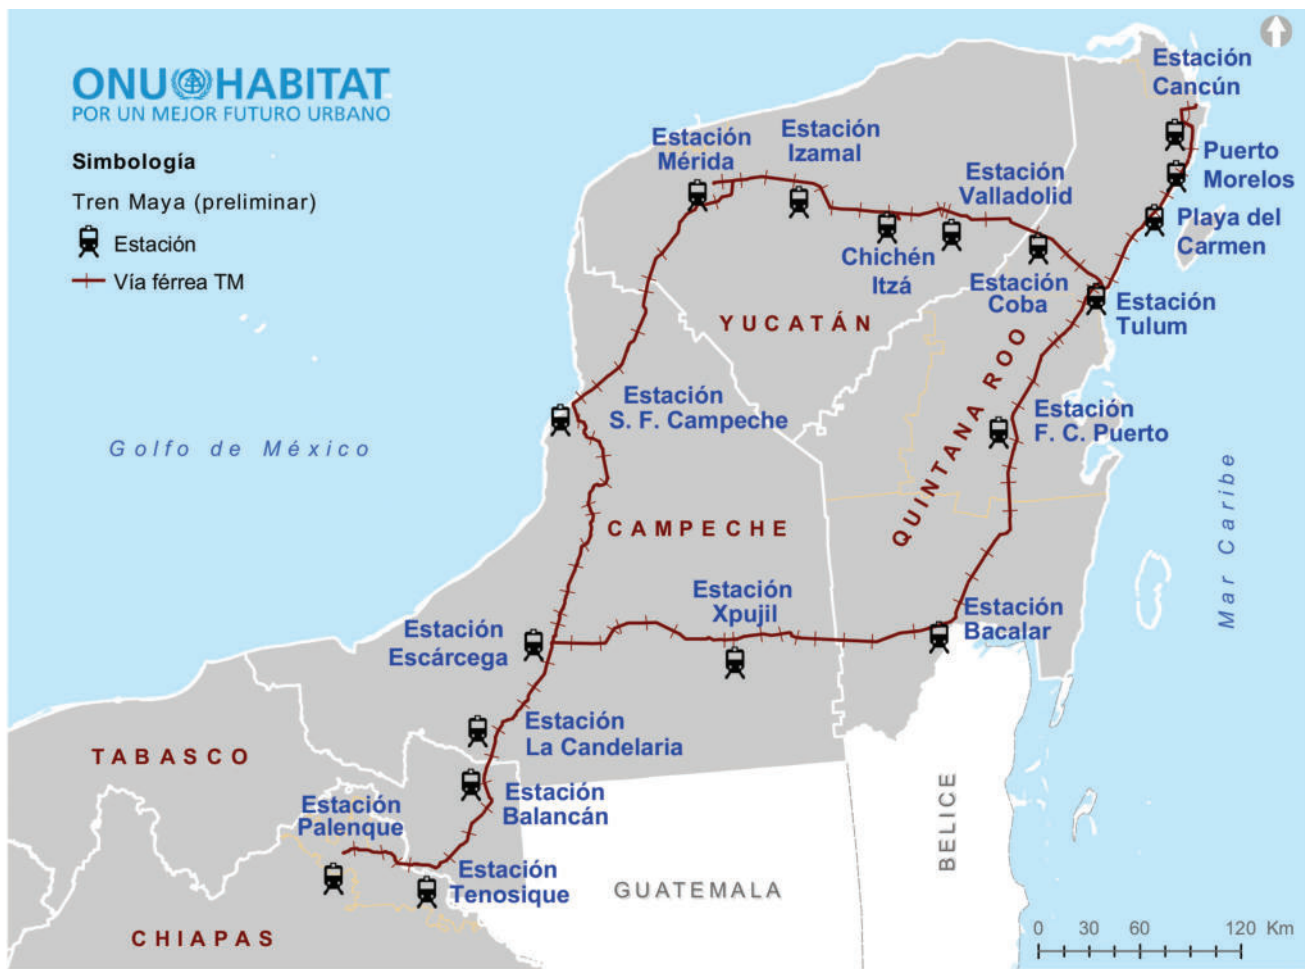 ONU HABITAT
POR UN MEJOR FUTURO URBANO
Simbología
Tren Maya (preliminar)
Estación
Vía férrea TM
Estación
Cancún
Puerto
Morelos
Playa del
Carmen
Estación
Mérida
Estación
Izamal
Estación
Valladolid
Chichén
Itzá
Estación
Coba
Estación
Tulum
YUCATÁN
QUINTANA ROO
Estación
S. F. Campeche
Estación
F. C. Puerto
Golfo de México
Mar Caribe
CAMPECHE
Estación
Xpujil
Estación
Bacalar
Estación
Escárcega
Estación
La Candelaria
TABASCO
Estación
Balancán
Estación
Palenque
Estación
Tenosique
GUATEMALA
BELICE
CHIAPAS
0 30 60 120 Km